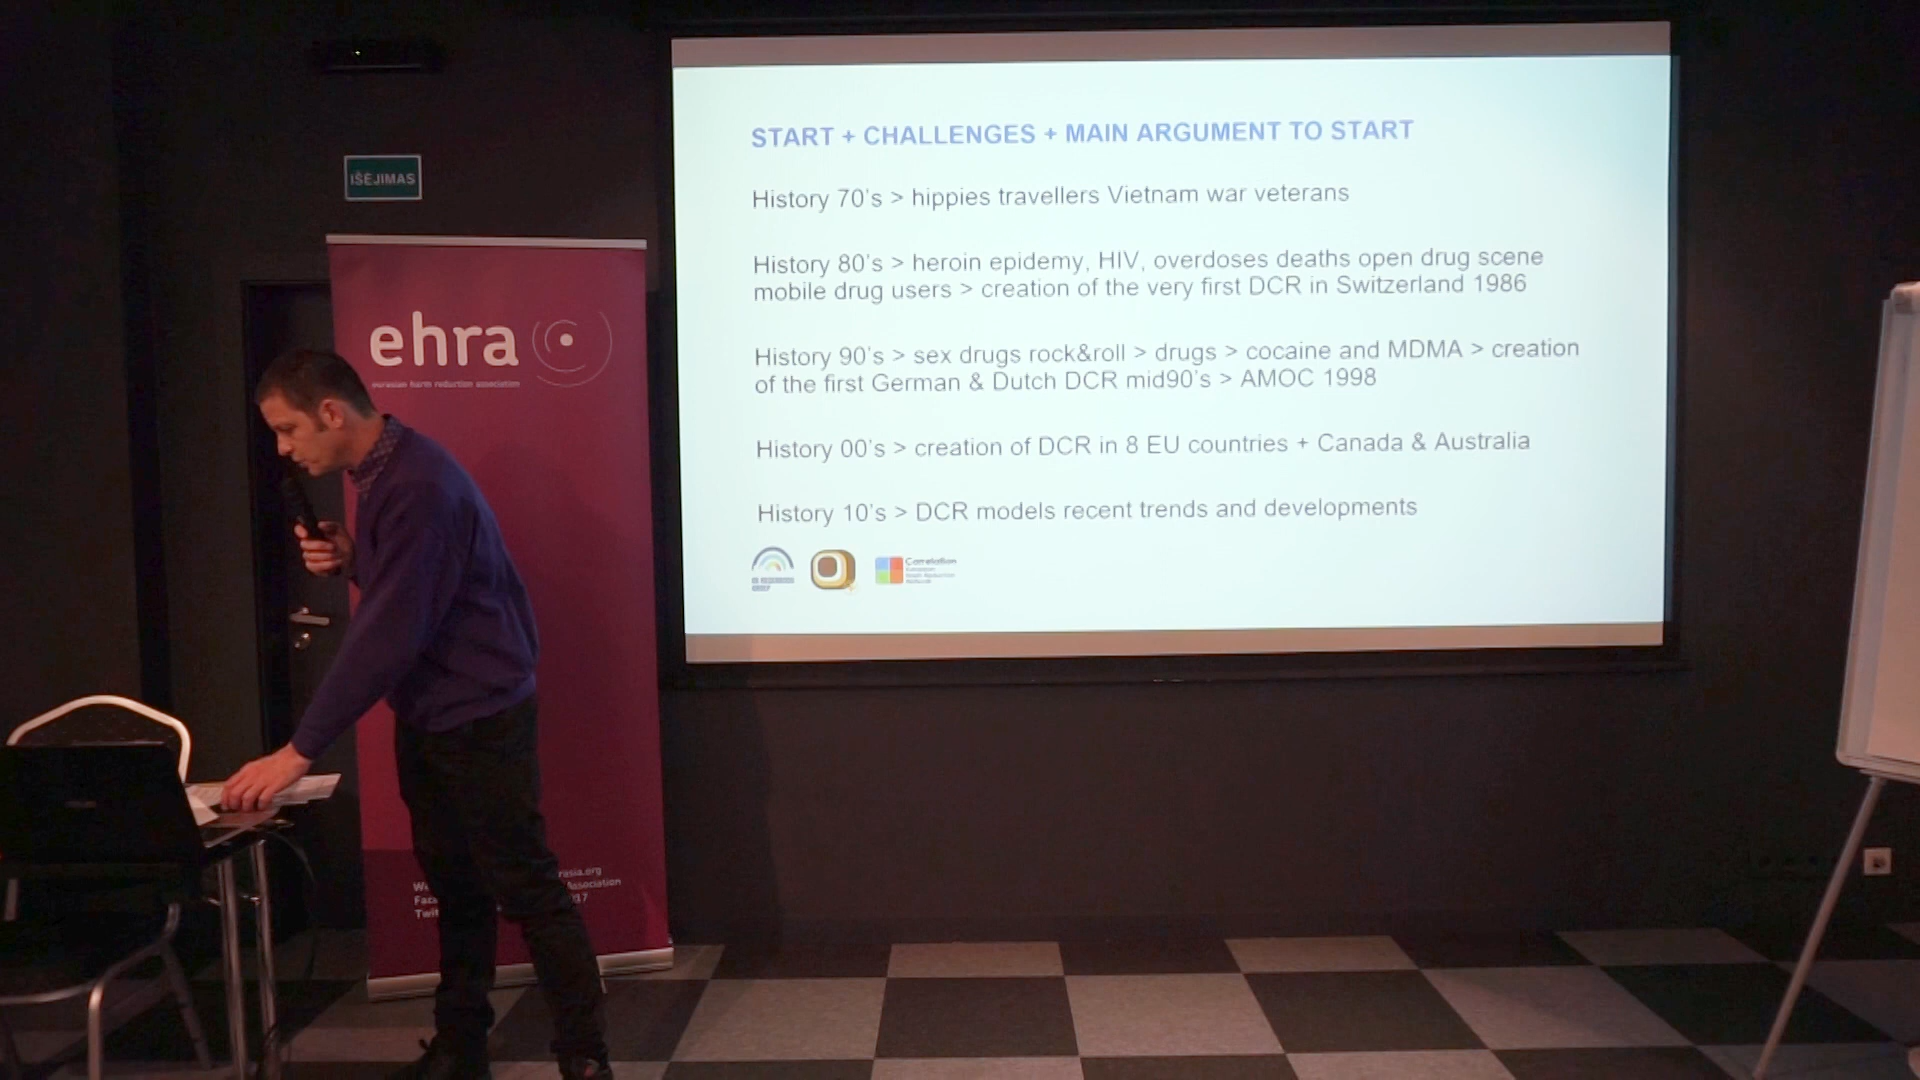 IŠĖJIMAS
ehra
eurasian harm reduction association
START + CHALLENGES + MAIN ARGUMENT TO START
History 70's > hippies travellers Vietnam war veterans
History 80's > heroin epidemy, HIV, overdoses deaths open drug scene
mobile drug users > creation of the very first DCR in Switzerland 1986
History 90's > sex drugs rock&roll > drugs > cocaine and MDMA > creation
of the first German & Dutch DCR mid90's > AMOC 1998
History 00's > creation of DCR in 8 EU countries + Canada & Australia
History 10's > DCR models recent trends and developments
Correlation